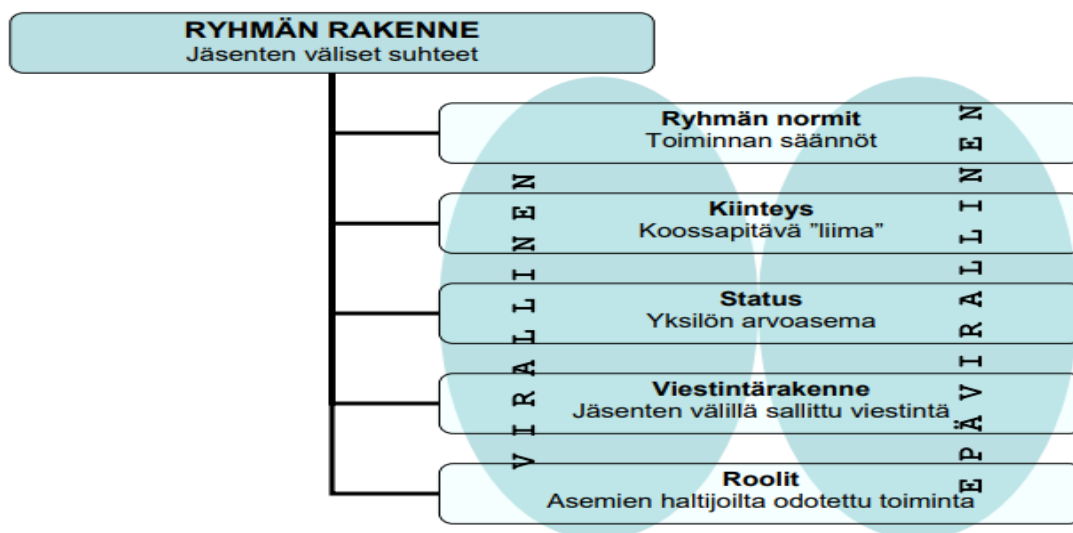 RYHMÄN RAKENNE
Jäsenten väliset suhteet
Ryhmän normit
Toiminnan säännöt
Kiinteys
Koossapitävä ”liima”
Status
Yksilön arvoasema
Viestintärakenne
Jäsenten välillä sallittu viestintä
Roolit
Asemien haltijoilta odotettu toiminta
VIRALLINEN
EPÄVIRALLINEN